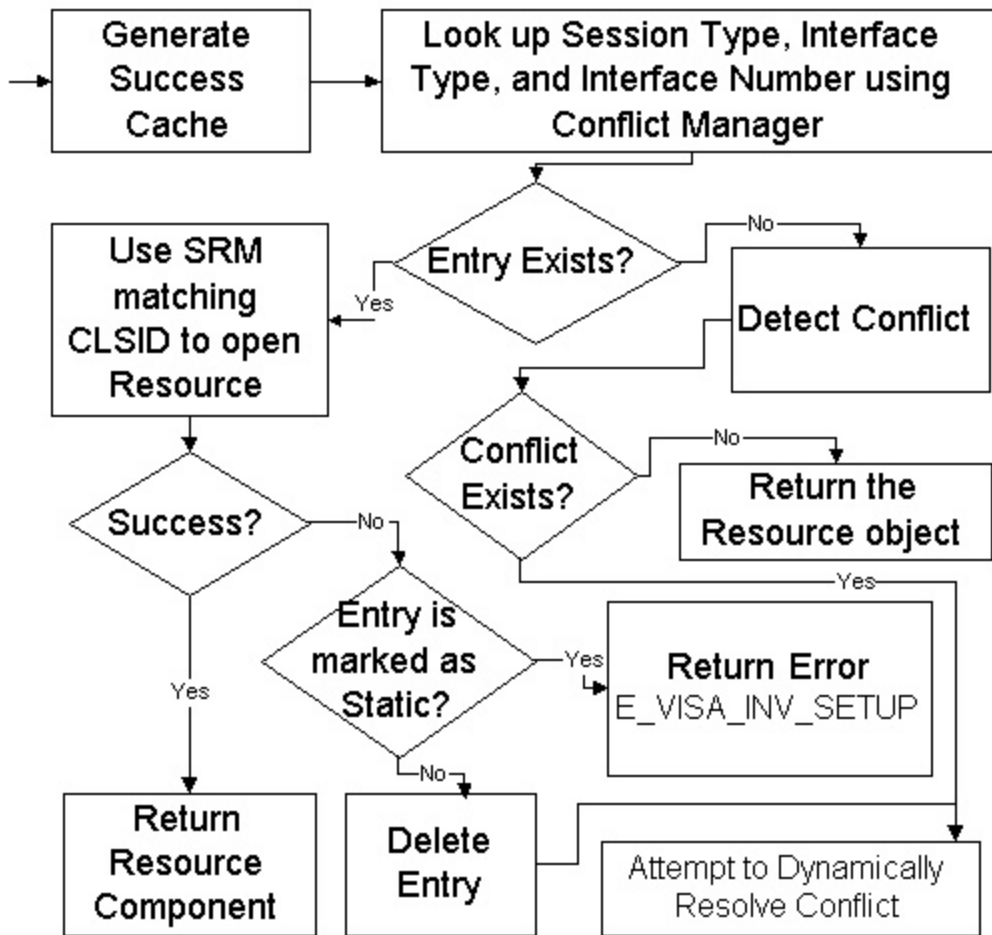 Generate
Success
Cache
Look up Session Type, Interface
Type, and Interface Number using
Conflict Manager
Entry Exists?
No
Yes
Use SRM
matching
CLSID to open
Resource
Detect Conflict
Conflict
Exists?
No
Return the
Resource object
Success?
No
Yes
Entry is
marked as
Static?
Yes
Return Error
E_VISA_INV_SETUP
Yes
No
Return
Resource
Component
Delete
Entry
Attempt to Dynamically
Resolve Conflict